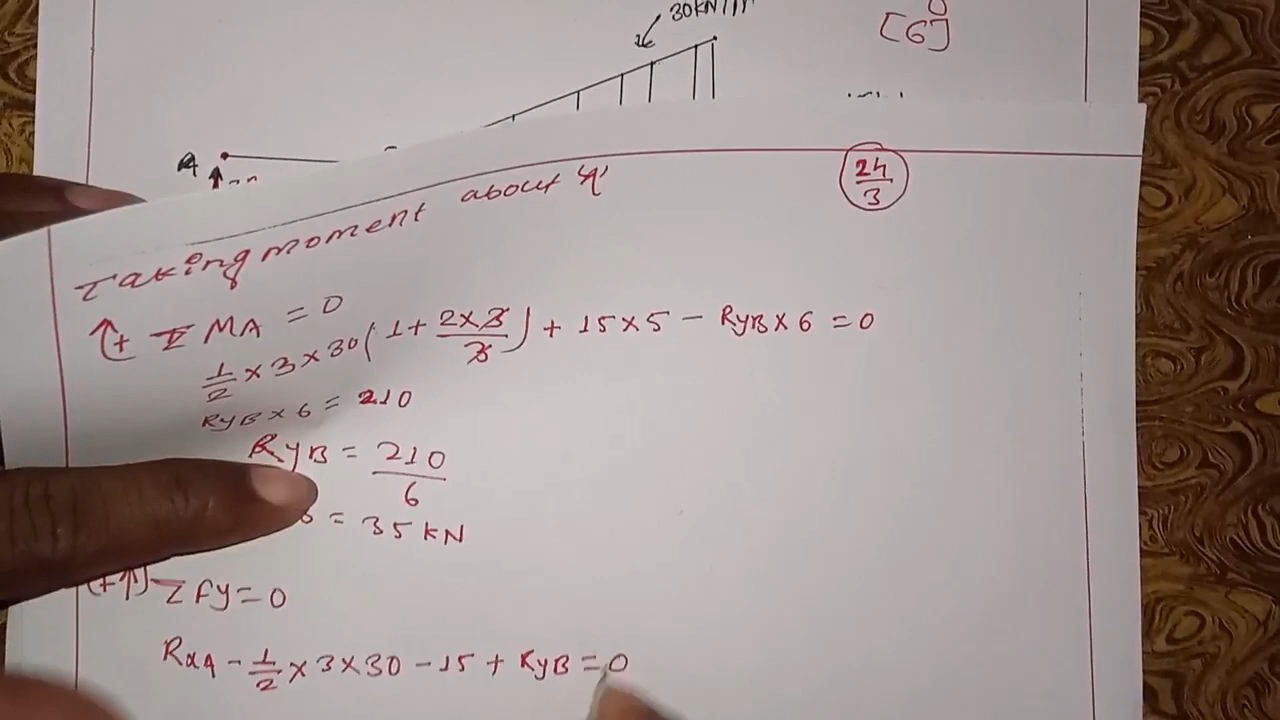 30KN/m
[6]
A
24/3
Taking moment about 'A'
(+ Σ MA = 0
1/2 × 3 × 30 (1 + 2×3/3) + 15×5 - RyB×6 = 0
RyB × 6 = 210
RyB = 210/6
= 35 KN
(+↑) Σ Fy = 0
RxA - 1/2 × 3×30 - 15 + RyB = 0